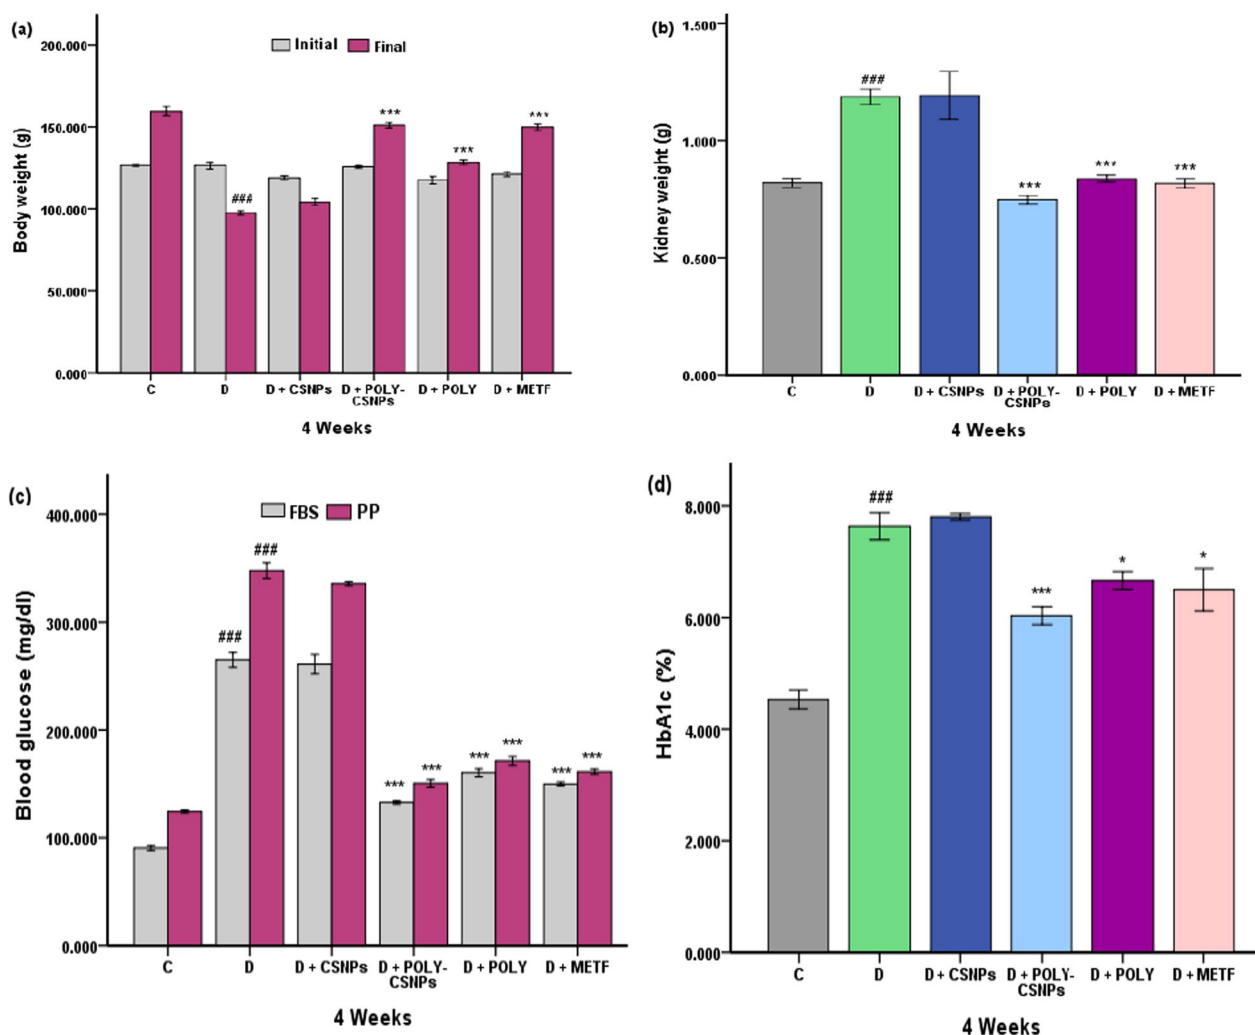 (a)
Initial Final
Body weight (g)
200.000
150.000
100.000
50.000
0.000
###
***
***
***
C D D + CSNPs D + POLY-CSNPs D + POLY D + METF
4 Weeks
(b)
Kidney weight (g)
1.500
1.000
0.500
0.000
###
***
***
***
C D D + CSNPs D + POLY-CSNPs D + POLY D + METF
4 Weeks
(c)
FBS PP
Blood glucose (mg/dl)
400.000
300.000
200.000
100.000
0.000
###
###
***
***
***
***
***
***
C D D + CSNPs D + POLY-CSNPs D + POLY D + METF
4 Weeks
(d)
HbA1c (%)
8.000
6.000
4.000
2.000
0.000
###
***
*
*
C D D + CSNPs D + POLY-CSNPs D + POLY D + METF
4 Weeks